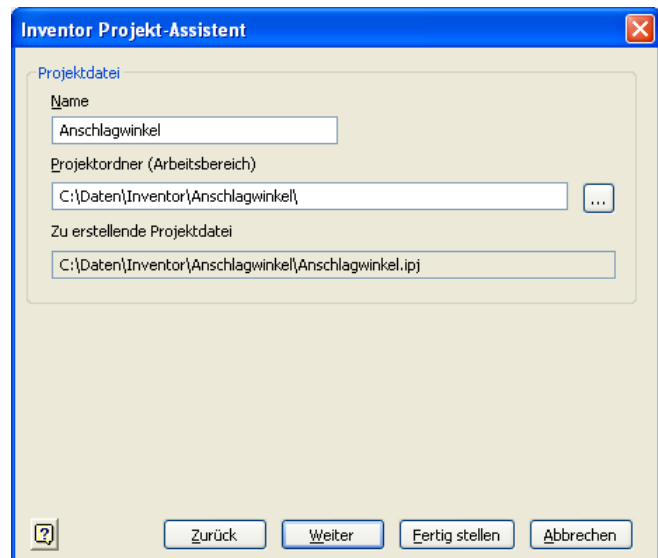 Inventor Projekt-Assistent
Projektdatei
Name
Anschlagwinkel
Projektordner (Arbeitsbereich)
C:\Daten\Inventor\Anschlagwinkel\
...
Zu erstellende Projektdatei
C:\Daten\Inventor\Anschlagwinkel\Anschlagwinkel.ipj
? Zurück Weiter Fertig stellen Abbrechen